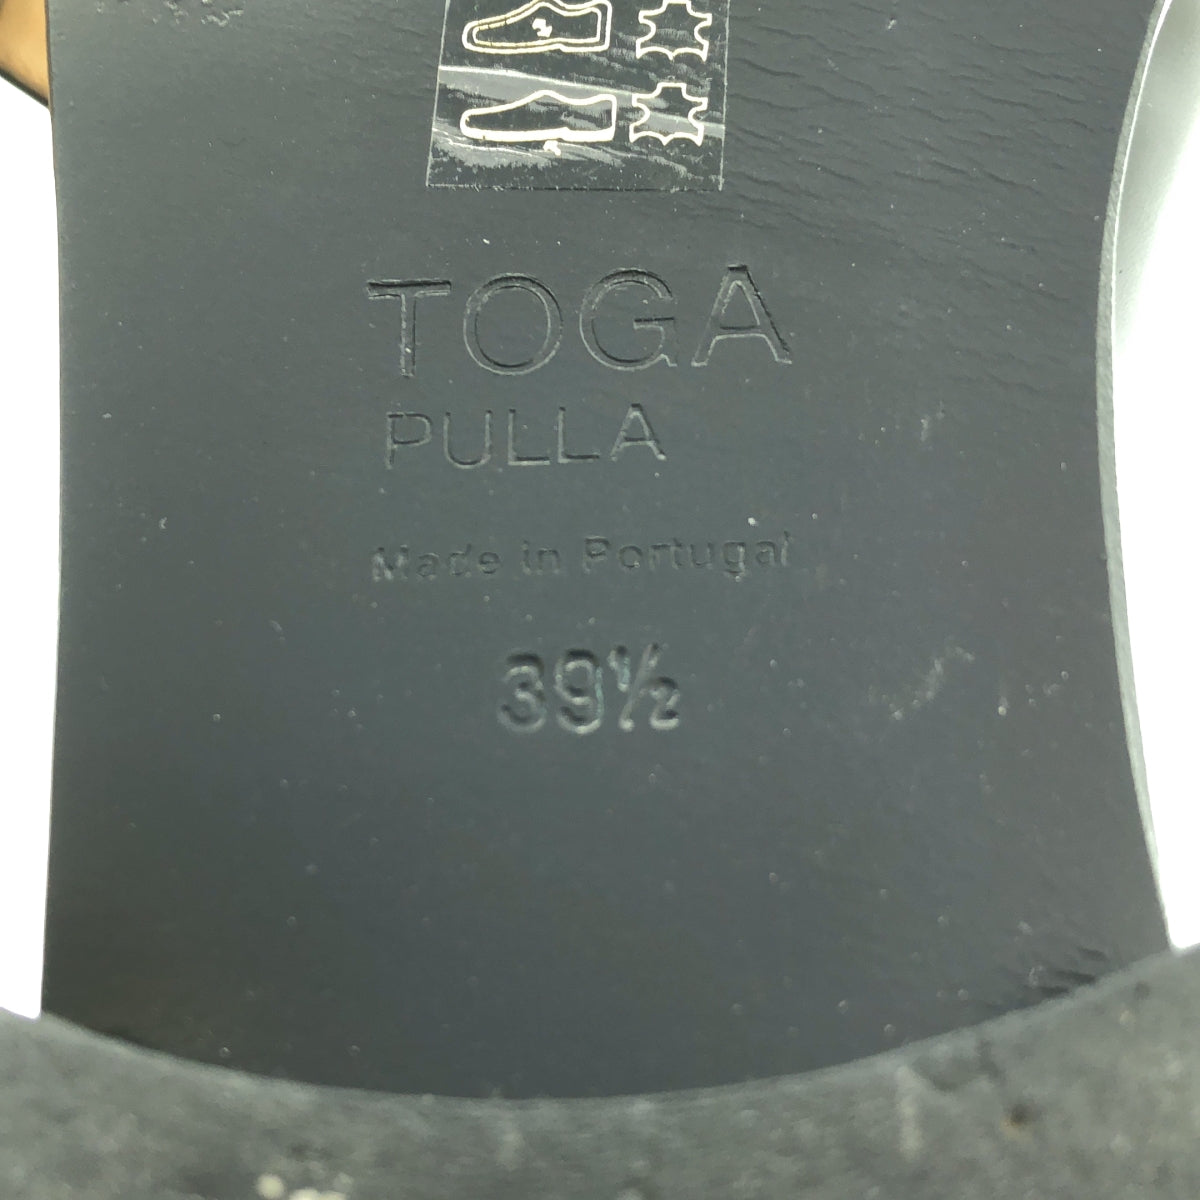 TOGA
PULLA
Made in Portugal
39½